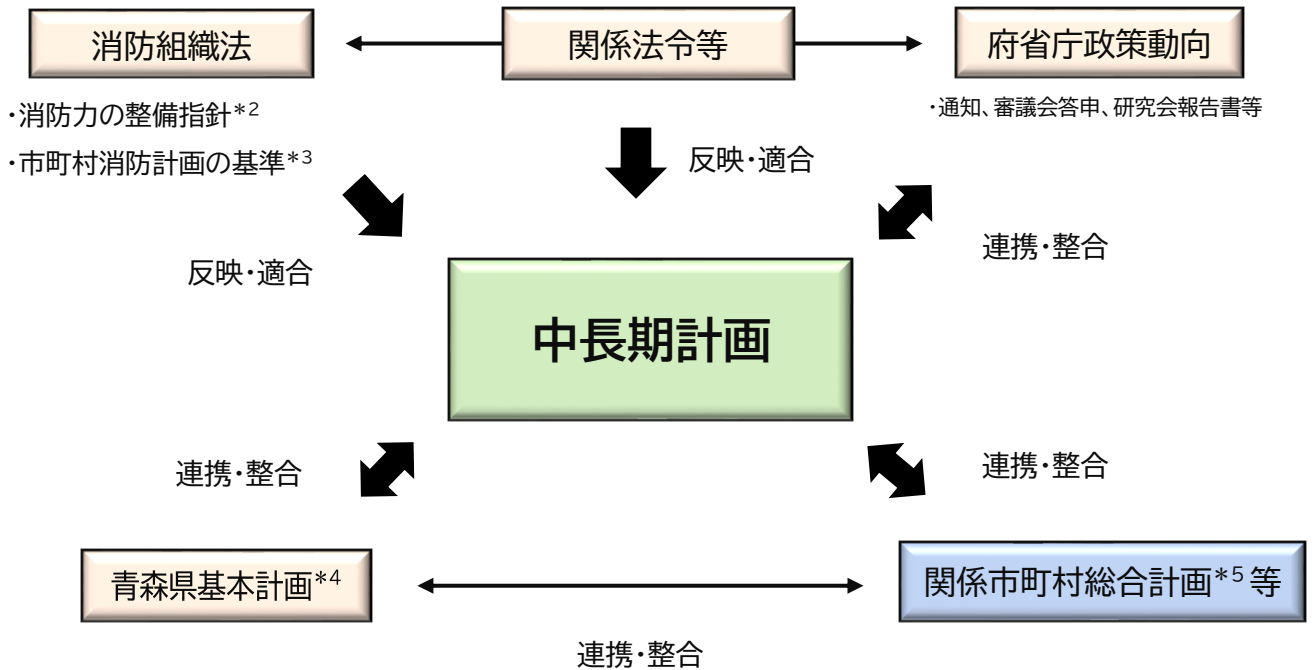 消防組織法
関係法令等
府省庁政策動向
・消防力の整備指針*2
・市町村消防計画の基準*3
・通知、審議会答申、研究会報告書等
反映・適合
反映・適合
連携・整合
中長期計画
連携・整合
連携・整合
青森県基本計画*4
関係市町村総合計画*5等
連携・整合